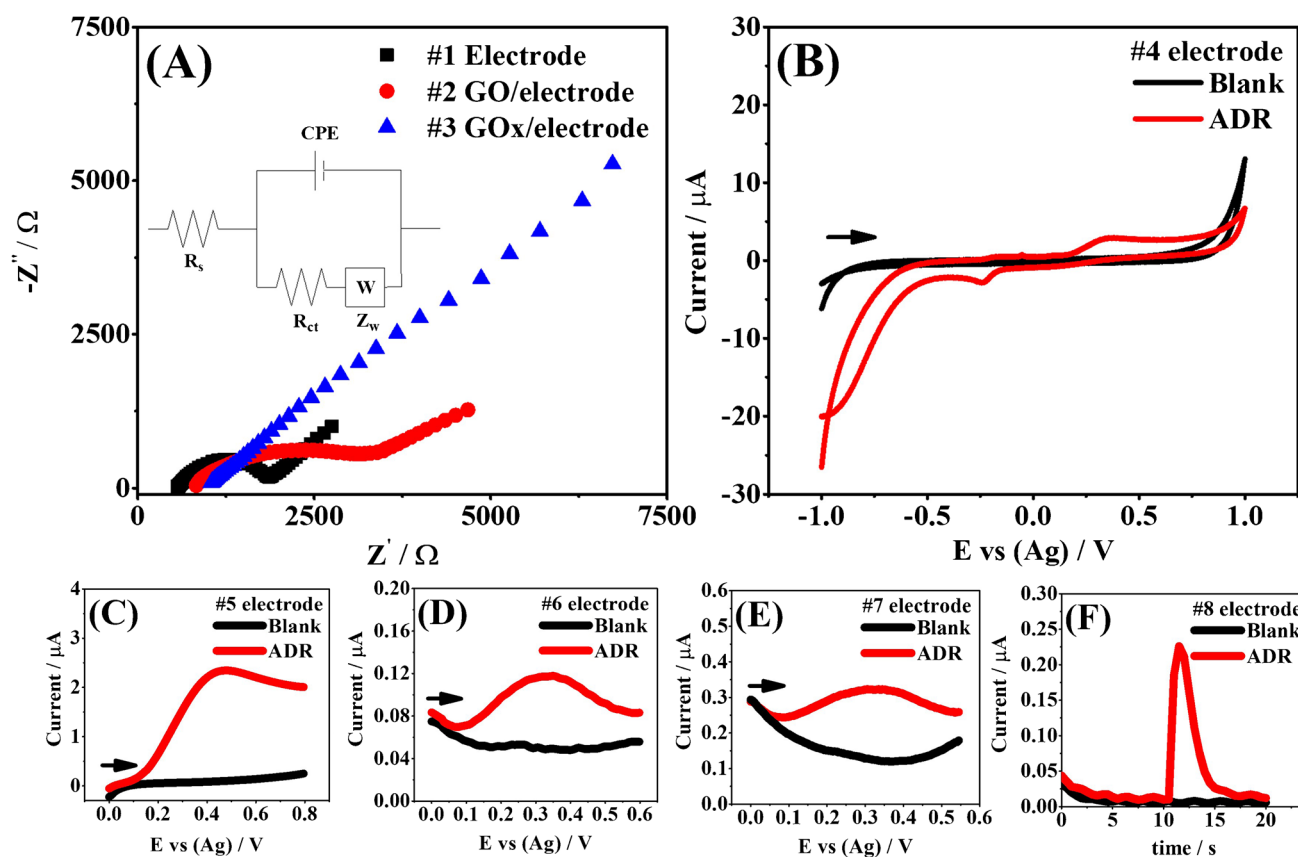 (A)
#1 Electrode
#2 GO/electrode
#3 GOx/electrode
CPE
Rs
Rct
W
Zw
7500
5000
2500
0
-Z'' / Ω
0 2500 5000 7500
Z' / Ω
(B)
#4 electrode
Blank
ADR
30
20
10
0
-10
-20
-30
Current / μA
-1.0 -0.5 0.0 0.5 1.0
E vs (Ag) / V
(C)
#5 electrode
Blank
ADR
4
3
2
1
0
Current / μA
0.0 0.2 0.4 0.6 0.8
E vs (Ag) / V
(D)
#6 electrode
Blank
ADR
0.20
0.16
0.12
0.08
0.04
0.00
Current / μA
0.0 0.1 0.2 0.3 0.4 0.5 0.6
E vs (Ag) / V
(E)
#7 electrode
Blank
ADR
0.6
0.5
0.4
0.3
0.2
0.1
0.0
Current / μA
0.0 0.1 0.2 0.3 0.4 0.5 0.6
E vs (Ag) / V
(F)
#8 electrode
Blank
ADR
0.30
0.25
0.20
0.15
0.10
0.05
0.00
Current / μA
0 5 10 15 20
time / s